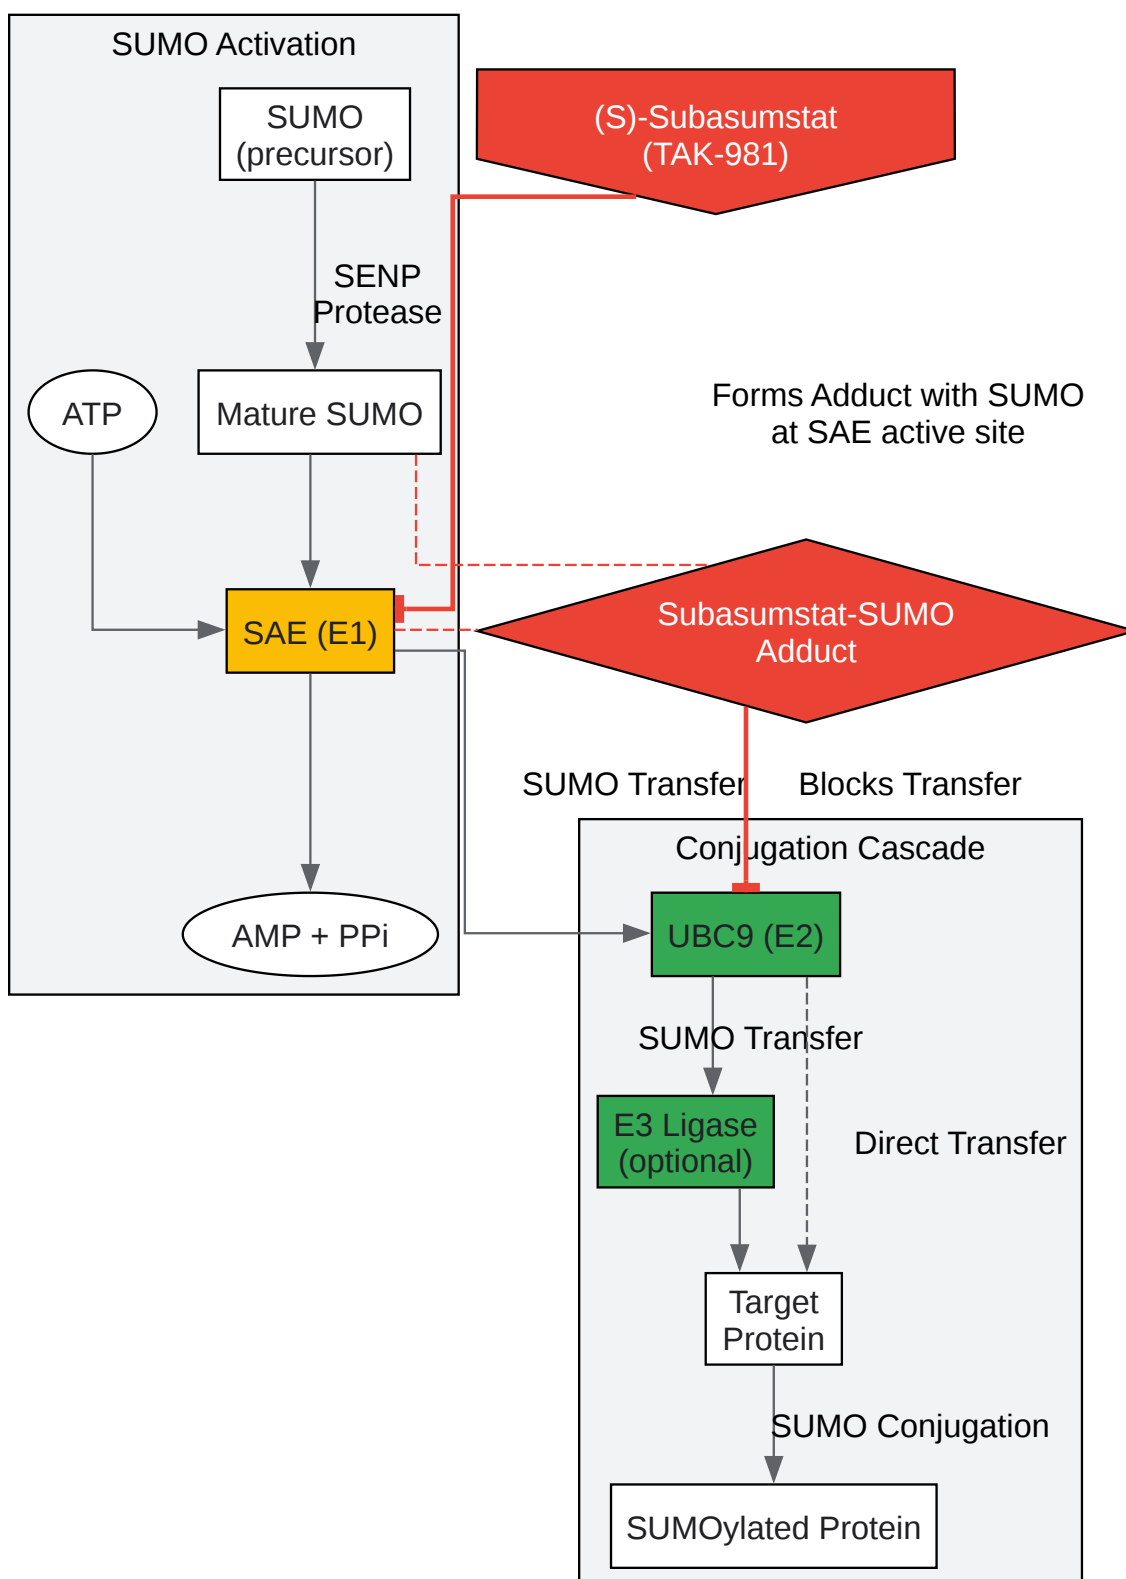 SUMO Activation
SUMO
(precursor)
(S)-Subasumstat
(TAK-981)
SENP
Protease
ATP
Mature SUMO
Forms Adduct with SUMO
at SAE active site
SAE (E1)
Subasumstat-SUMO
Adduct
SUMO Transfer
Blocks Transfer
Conjugation Cascade
AMP + PPi
UBC9 (E2)
SUMO Transfer
E3 Ligase
(optional)
Direct Transfer
Target
Protein
SUMO Conjugation
SUMOylated Protein